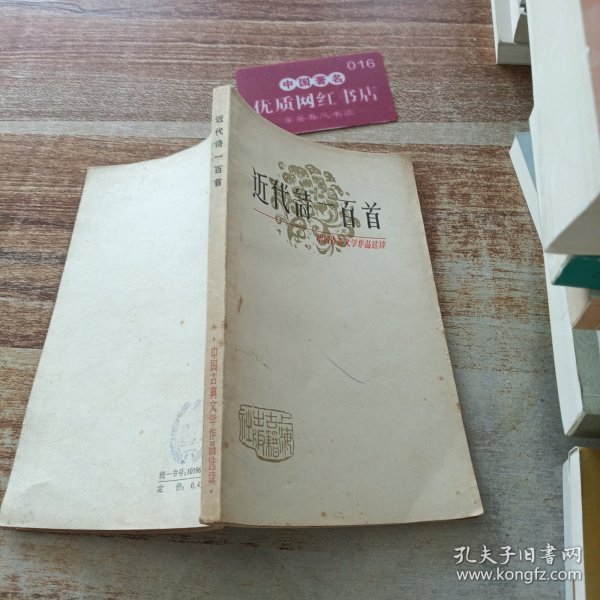 016
中国著名
优质网红书店
近代诗一百首
近代诗一百首
中国古典文学作品选读
中国古典文学作品选读
上海古籍出版社
统一书号:10186
定价:0.4
孔夫子旧书网
www.kongfz.com